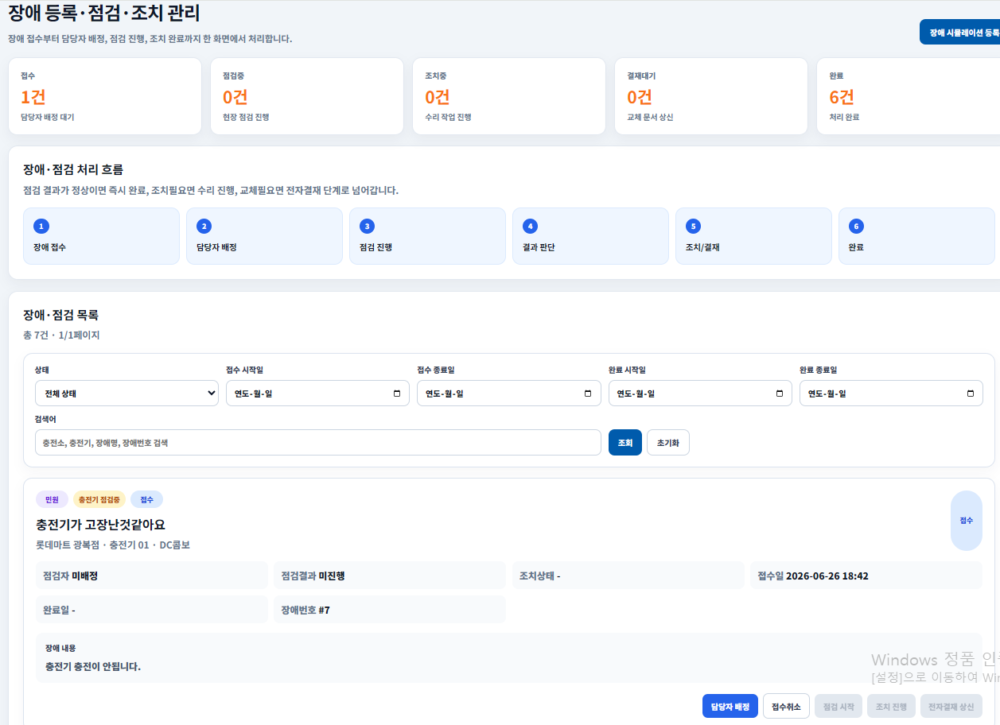 장애 등록·점검·조치 관리
장애 접수부터 담당자 배정, 점검 진행, 조치 완료까지 한 화면에서 처리합니다.
장애 시뮬레이션 등록
접수
1건
담당자 배정 대기
점검중
0건
현장 점검 진행
조치중
0건
수리 작업 진행
결재대기
0건
교체 문서 상신
완료
6건
처리 완료
장애·점검 처리 흐름
점검 결과가 정상이면 즉시 완료, 조치필요면 수리 진행, 교체필요면 전자결재 단계로 넘어갑니다.
1
장애 접수
2
담당자 배정
3
점검 진행
4
결과 판단
5
조치/결재
6
완료
장애·점검 목록
총 7건 · 1/1페이지
상태
전체 상태
접수 시작일
연도-월-일
접수 종료일
연도-월-일
완료 시작일
연도-월-일
완료 종료일
연도-월-일
검색어
충전소, 충전기, 장애명, 장애번호 검색
조회
초기화
민원 충전기 점검중 접수
충전기가 고장난것같아요
롯데마트 광복점 · 충전기 01 · DC콤보
접수
점검자 미배정
점검결과 미진행
조치상태 -
접수일 2026-06-26 18:42
완료일 -
장애번호 #7
장애 내용
충전기 충전이 안됩니다.
Windows 정품 인
[설정]으로 이동하여 Win
담당자 배정
접수취소
점검 시작
조치 진행
전자결재 상신